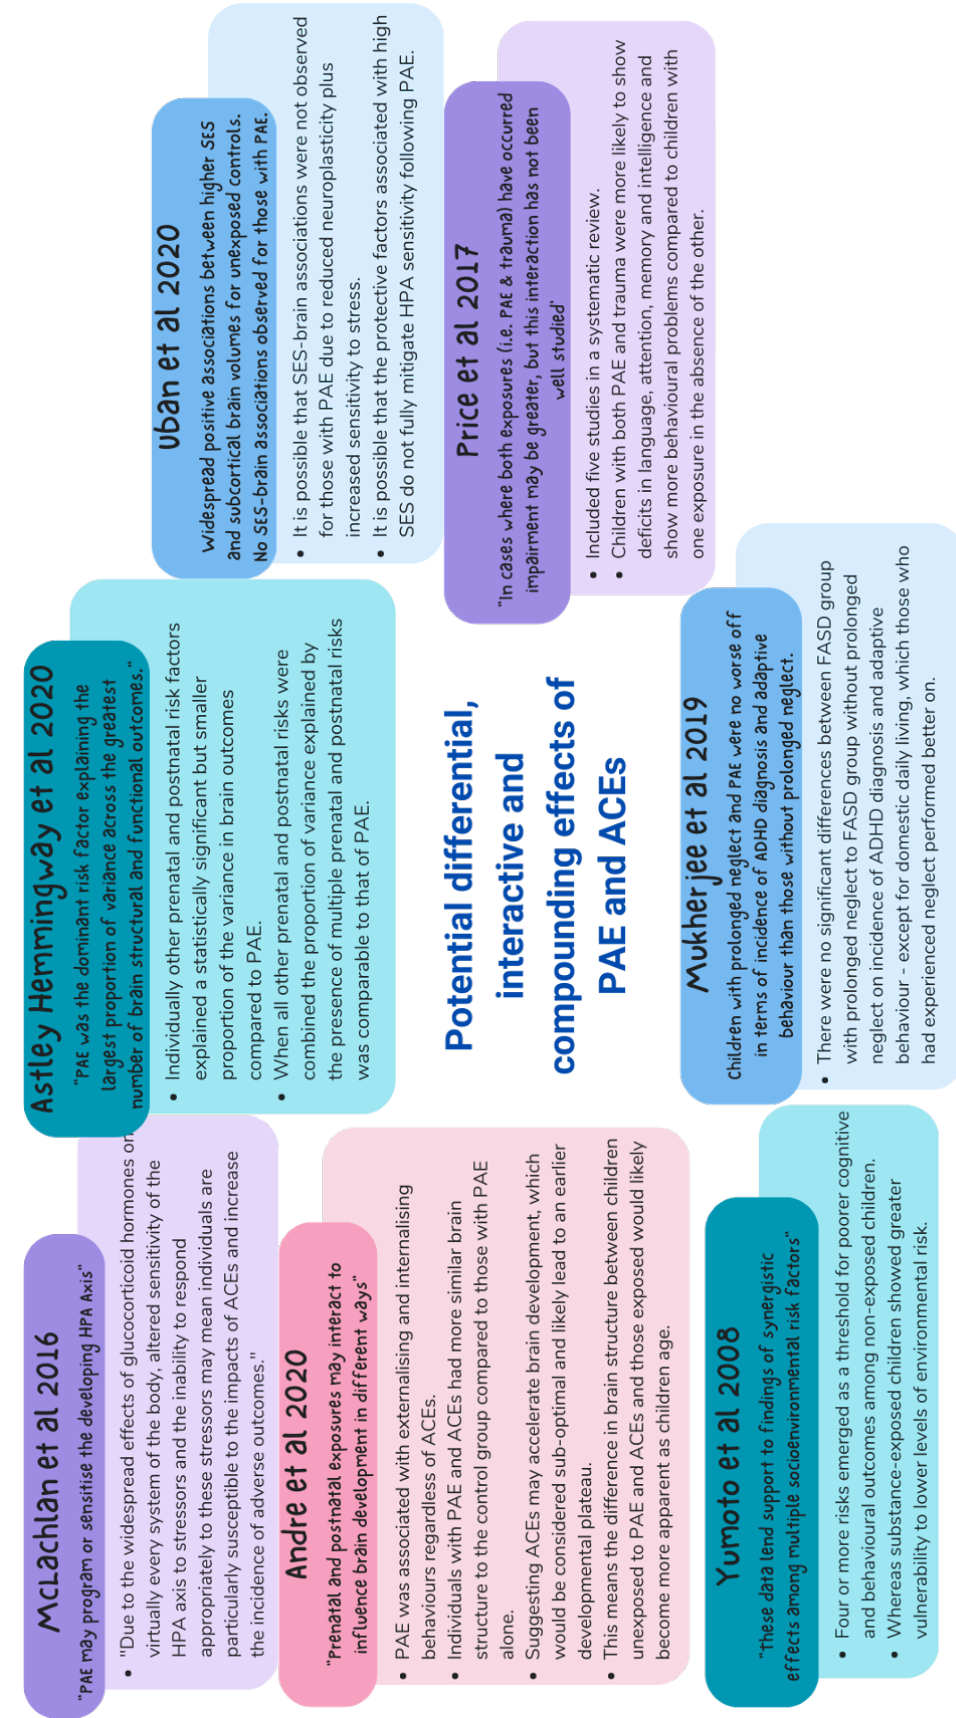 McLachlan et al 2016
"PAE may program or sensitise the developing HPA Axis"
• "Due to the widespread effects of glucocorticoid hormones on
virtually every system of the body, altered sensitivity of the
HPA axis to stressors and the inability to respond
appropriately to these stressors may mean individuals are
particularly susceptible to the impacts of ACEs and increase
the incidence of adverse outcomes."
Astley Hemmingway et al 2020
"PAE was the dominant risk factor explaining the
largest proportion of variance across the greatest
number of brain structural and functional outcomes."
• Individually other prenatal and postnatal risk factors
explained a statistically significant but smaller
proportion of the variance in brain outcomes
compared to PAE.
• When all other prenatal and postnatal risks were
combined the proportion of variance explained by
the presence of multiple prenatal and postnatal risks
was comparable to that of PAE.
Uban et al 2020
Widespread positive associations between higher SES
and subcortical brain volumes for unexposed controls.
No SES-brain associations observed for those with PAE.
• It is possible that SES-brain associations were not observed
for those with PAE due to reduced neuroplasticity plus
increased sensitivity to stress.
• It is possible that the protective factors associated with high
SES do not fully mitigate HPA sensitivity following PAE.
Andre et al 2020
"Prenatal and postnatal exposures may interact to
influence brain development in different ways"
• PAE was associated with externalising and internalising
behaviours regardless of ACEs.
• Individuals with PAE and ACEs had more similar brain
structure to the control group compared to those with PAE
alone.
• Suggesting ACEs may accelerate brain development, which
would be considered sub-optimal and likely lead to an earlier
developmental plateau.
• This means the difference in brain structure between children
unexposed to PAE and ACEs and those exposed would likely
become more apparent as children age.
Potential differential,
interactive and
compounding effects of
PAE and ACEs
Price et al 2017
"In cases where both exposures (i.e. PAE & trauma) have occurred
impairment may be greater, but this interaction has not been
well studied'
• Included five studies in a systematic review.
• Children with both PAE and trauma were more likely to show
deficits in language, attention, memory and intelligence and
show more behavioural problems compared to children with
one exposure in the absence of the other.
Yumoto et al 2008
"These data lend support to findings of synergistic
effects among multiple socioenvironmental risk factors"
• Four or more risks emerged as a threshold for poorer cognitive
and behavioural outcomes among non-exposed children.
• Whereas substance-exposed children showed greater
vulnerability to lower levels of environmental risk.
Mukherjee et al 2019
Children with prolonged neglect and PAE were no worse off
in terms of incidence of ADHD diagnosis and adaptive
behaviour than those without prolonged neglect.
• There were no significant differences between FASD group
with prolonged neglect to FASD group without prolonged
neglect on incidence of ADHD diagnosis and adaptive
behaviour - except for domestic daily living, which those who
had experienced neglect performed better on.